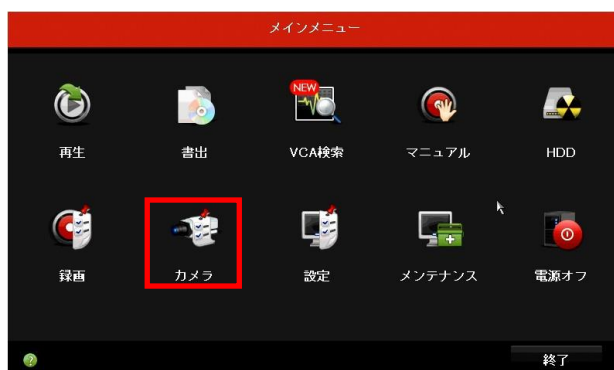 メインメニュー
NEW
再生
書出
VCA検索
マニュアル
HDD
録画
カメラ
設定
メンテナンス
電源オフ
?
終了